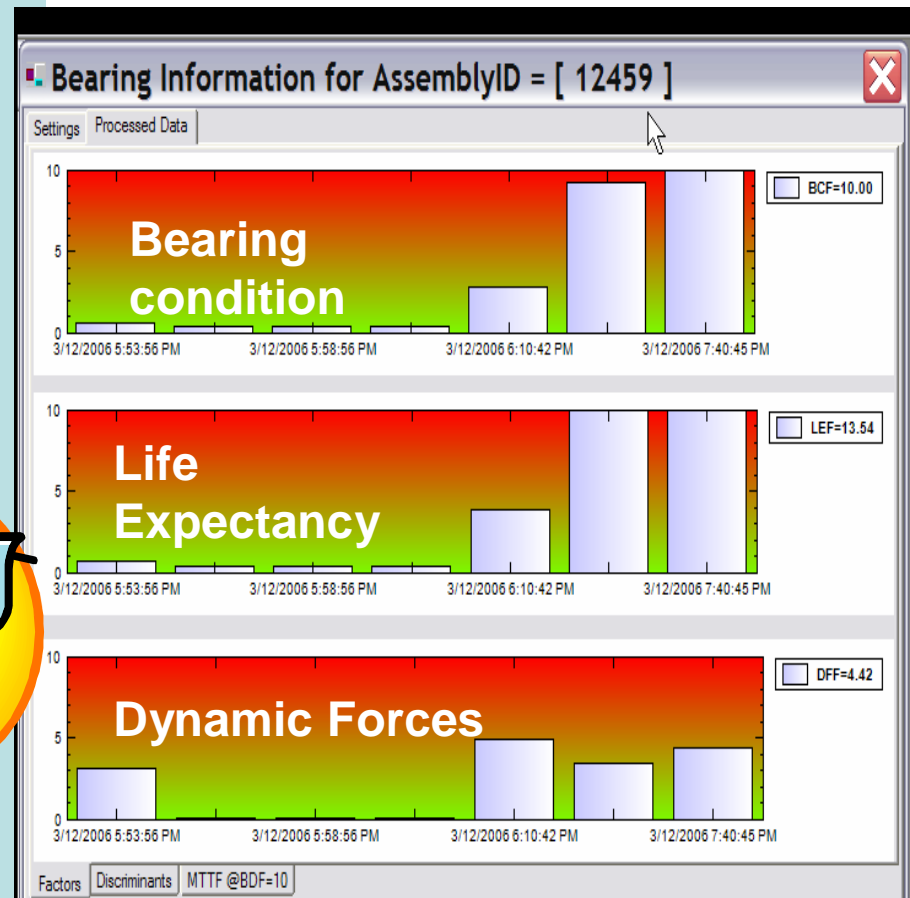 Bearing Information for AssemblyID = [ 12459 ]
Settings Processed Data
10
5
0
Bearing
condition
BCF=10.00
3/12/2006 5:53:56 PM 3/12/2006 5:58:56 PM 3/12/2006 6:10:42 PM 3/12/2006 7:40:45 PM
10
5
0
Life
Expectancy
LEF=13.54
3/12/2006 5:53:56 PM 3/12/2006 5:58:56 PM 3/12/2006 6:10:42 PM 3/12/2006 7:40:45 PM
10
5
0
Dynamic Forces
DFF=4.42
3/12/2006 5:53:56 PM 3/12/2006 5:58:56 PM 3/12/2006 6:10:42 PM 3/12/2006 7:40:45 PM
Factors Discriminants MTTF @BDF=10